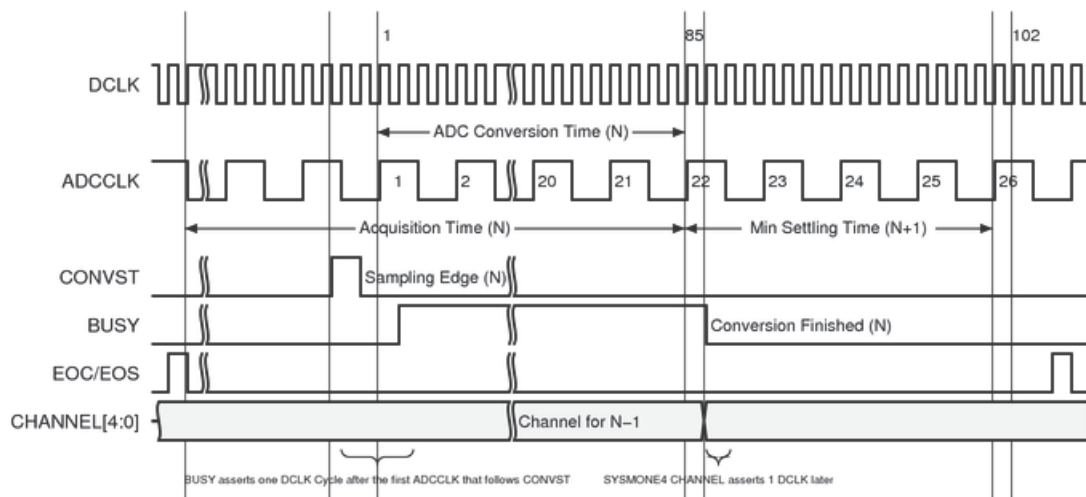 1 85 102
DCLK
ADC Conversion Time (N)
ADCCLK 1 2 20 21 22 23 24 25 26
Acquisition Time (N) Min Settling Time (N+1)
CONVST Sampling Edge (N)
BUSY Conversion Finished (N)
EOC/EOS
CHANNEL[4:0] Channel for N−1
BUSY asserts one DCLK Cycle after the first ADCCLK that follows CONVST SYSMONE4 CHANNEL asserts 1 DCLK later